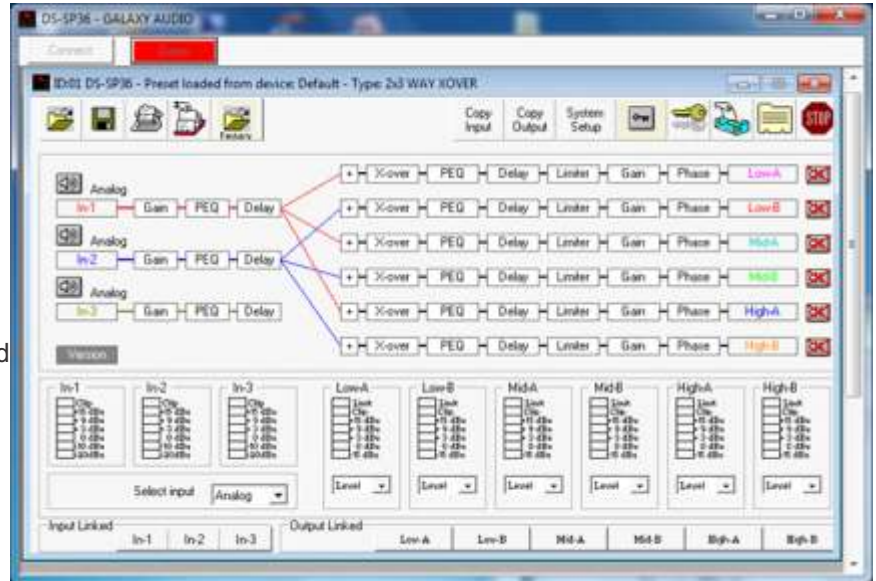 DS-SP36 - GALAXY AUDIO
Connect
ID:01 DS-SP36 - Preset loaded from device: Default - Type: 2x3 WAY XOVER
Factory
Copy Input
Copy Output
System Setup
STOP
Analog
In-1 Gain PEQ Delay
Analog
In-2 Gain PEQ Delay
Analog
In-3 Gain PEQ Delay
Version
+ X-over PEQ Delay Limiter Gain Phase Low-A
+ X-over PEQ Delay Limiter Gain Phase Low-B
+ X-over PEQ Delay Limiter Gain Phase Mid-A
+ X-over PEQ Delay Limiter Gain Phase Mid-B
+ X-over PEQ Delay Limiter Gain Phase High-A
+ X-over PEQ Delay Limiter Gain Phase High-B
d
In-1 In-2 In-3 Low-A Low-B Mid-A Mid-B High-A High-B
Select input Analog
Level Level Level Level Level Level
Input Linked In-1 In-2 In-3
Output Linked Low-A Low-B Mid-A Mid-B High-A High-B